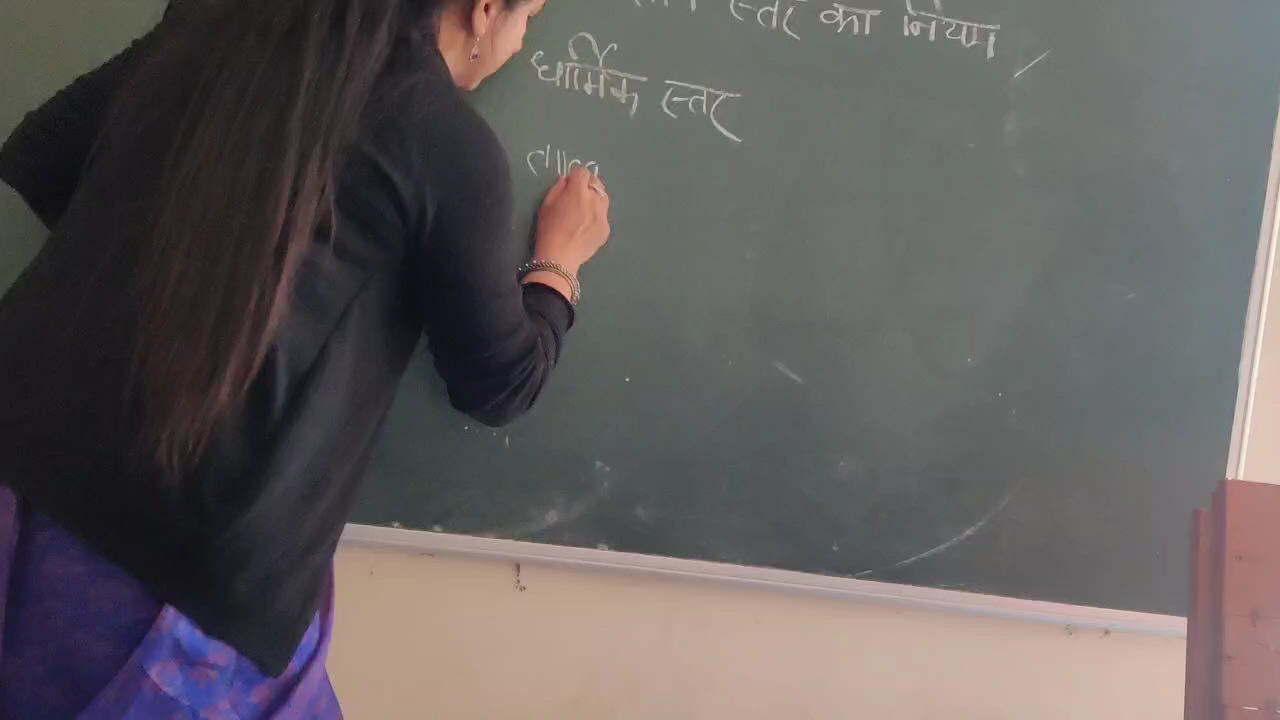 स्तर का नियम
धार्मिक स्तर